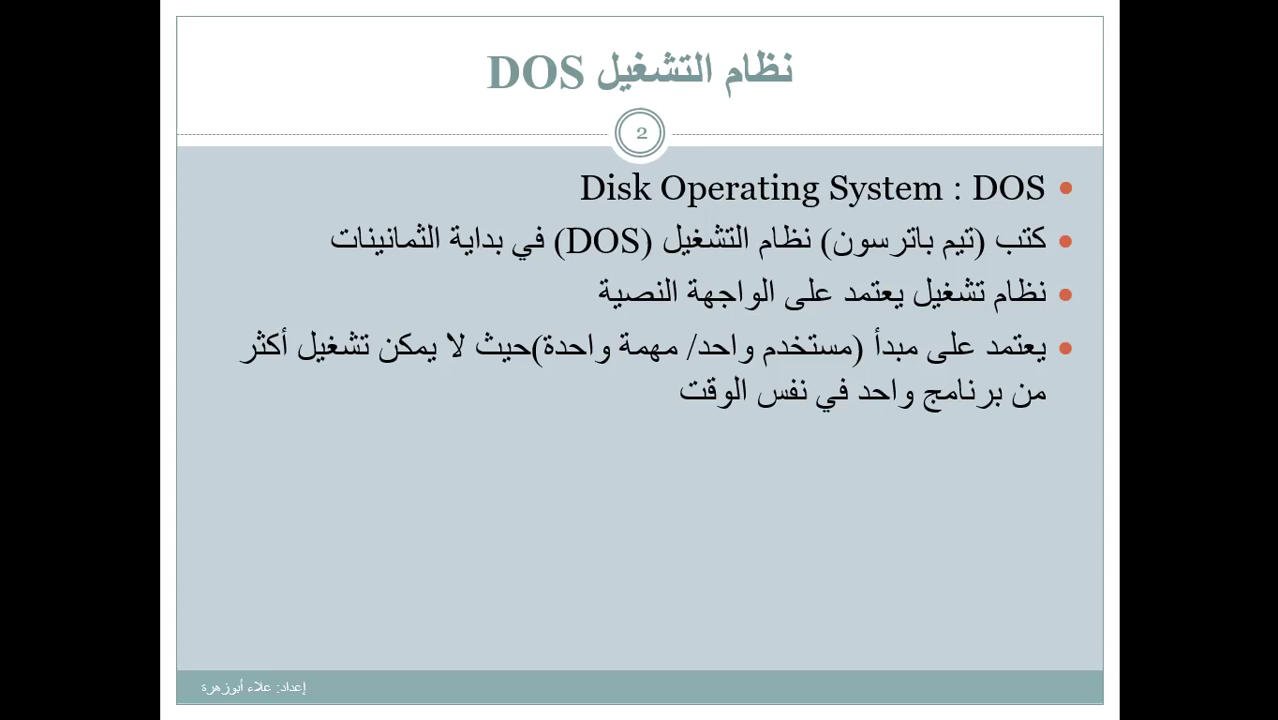 نظام التشغيل DOS
2
Disk Operating System : DOS
كتب (تيم باترسون) نظام التشغيل (DOS) في بداية الثمانينات
نظام تشغيل يعتمد على الواجهة النصية
يعتمد على مبدأ (مستخدم واحد/ مهمة واحدة)حيث لا يمكن تشغيل أكثر
من برنامج واحد في نفس الوقت
إعداد: علاء أبوزهرة